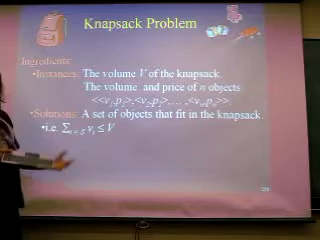 Knapsack Problem
Ingredients:
•Instances: The volume V of the knapsack.
The volume and price of n objects
<<v₁,p₁>,<v₂,p₂>,… ,<vₙ,pₙ>>.
•Solutions: A set of objects that fit in the knapsack.
•i.e. ∑ᵢ ∈ S vᵢ ≤ V